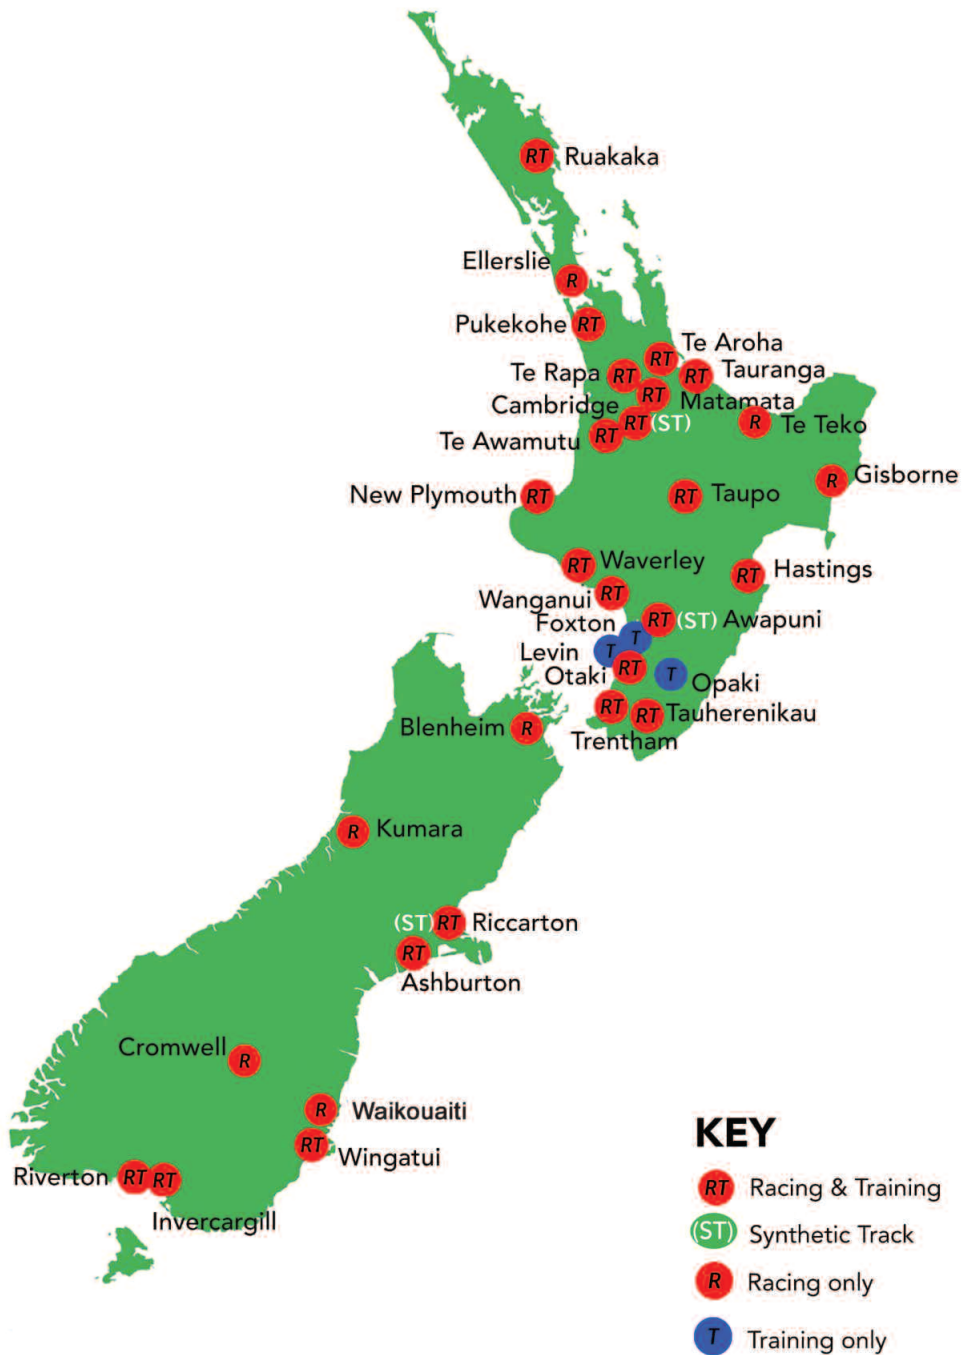 RT Ruakaka
Ellerslie R
Pukekohe RT
RT Te Aroha
Te Rapa RT
RT Tauranga
RT Matamata
Cambridge RT (ST)
R Te Teko
Te Awamutu RT
R Gisborne
New Plymouth RT
RT Taupo
RT Waverley
RT Hastings
Wanganui RT
RT (ST) Awapuni
Foxton T
Levin T
Otaki RT
T Opaki
RT Tauherenikau
RT Trentham
Blenheim R
R Kumara
(ST) RT Riccarton
RT Ashburton
Cromwell R
R Waikouaiti
RT Wingatui
Riverton RT
RT Invercargill
KEY
RT Racing & Training
(ST) Synthetic Track
R Racing only
T Training only